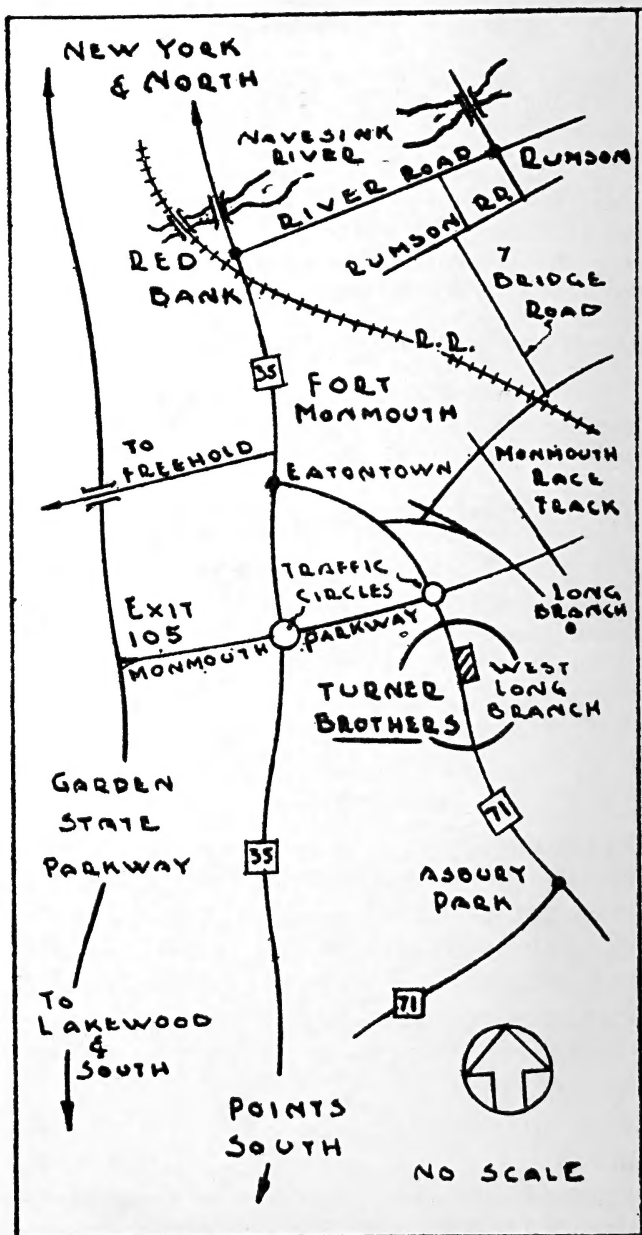 NEW YORK
& NORTH
NAVESINK
RIVER
RIVER ROAD
RUMSON
RUMSON RD.
RED
BANK
7
BRIDGE
ROAD
R.R.
35
FORT
MONMOUTH
TO
FREEHOLD
EATONTOWN
MONMOUTH
RACE
TRACK
TRAFFIC
CIRCLES
LONG
BRANCH
EXIT
105
MONMOUTH PARKWAY
TURNER
BROTHERS
WEST
LONG
BRANCH
GARDEN
STATE
PARKWAY
71
35
ASBURY
PARK
71
TO
LAKEWOOD
&
SOUTH
POINTS
SOUTH
NO SCALE